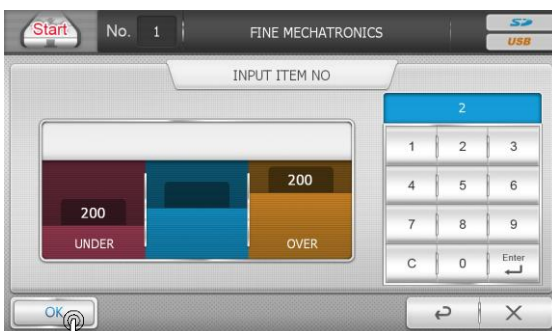 Start No. 1 FINE MECHATRONICS SD
USB
INPUT ITEM NO
2
1 2 3
200
4 5 6
200
7 8 9
UNDER OVER
C 0 Enter
OK